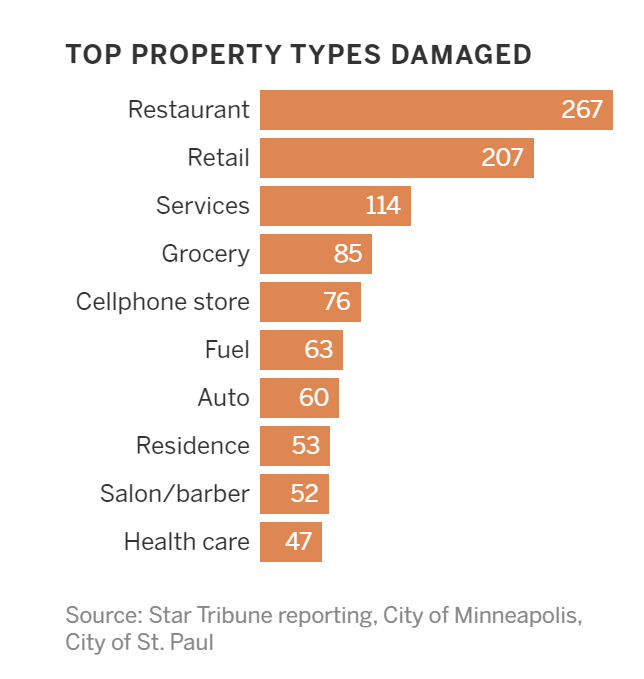 TOP PROPERTY TYPES DAMAGED
Restaurant 267
Retail 207
Services 114
Grocery 85
Cellphone store 76
Fuel 63
Auto 60
Residence 53
Salon/barber 52
Health care 47
Source: Star Tribune reporting, City of Minneapolis,
City of St. Paul